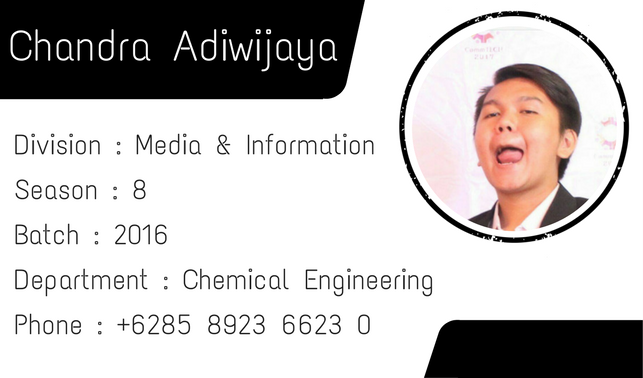 Chandra Adiwijaya
Division : Media & Information
Season : 8
Batch : 2016
Department : Chemical Engineering
Phone : +6285 8923 6623 0